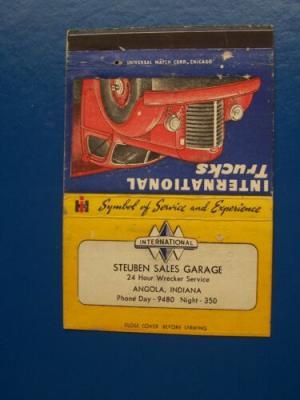 UNIVERSAL MATCH CORP., CHICAGO
INTERNATIONAL
Trucks
IH Symbol of Service and Experience
INTERNATIONAL
STEUBEN SALES GARAGE
24 Hour Wrecker Service
ANGOLA, INDIANA
Phone Day - 9480 Night - 350
CLOSE COVER BEFORE STRIKING